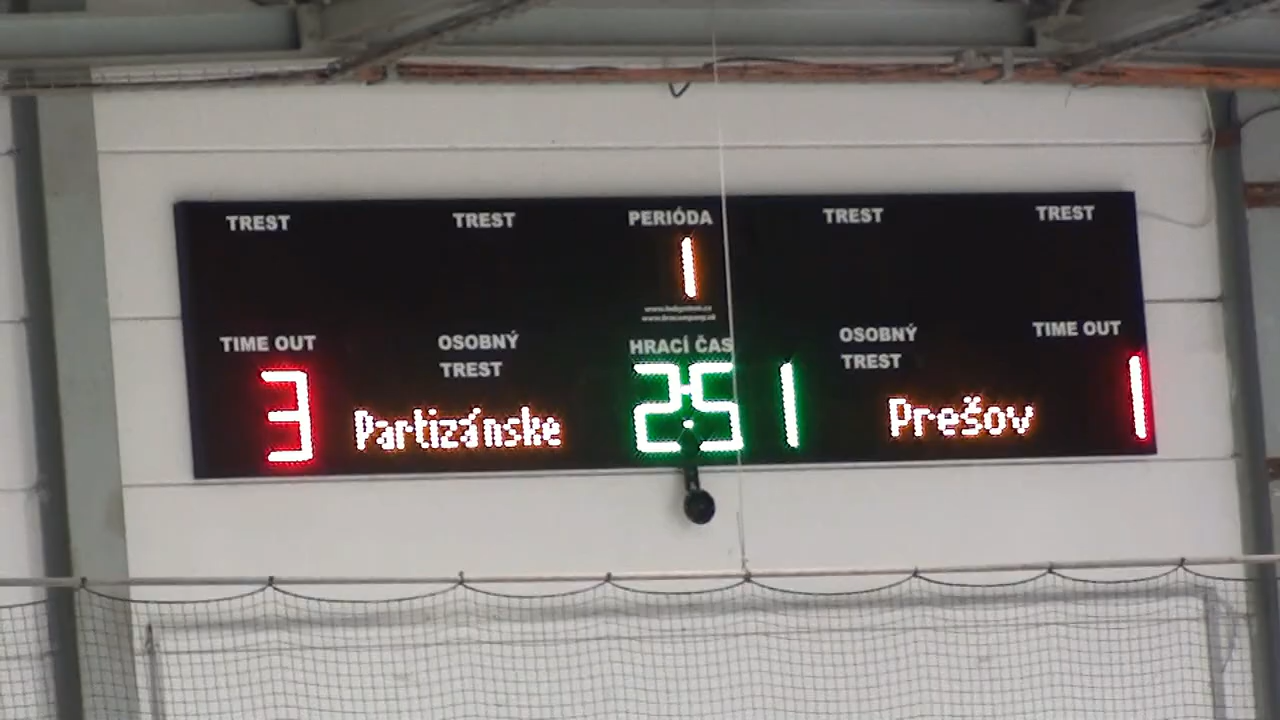 TREST TREST PERIÓDA TREST TREST
1
TIME OUT OSOBNÝ TREST HRACÍ ČAS OSOBNÝ TREST TIME OUT
3 Partizánske 25 1 Prešov 1